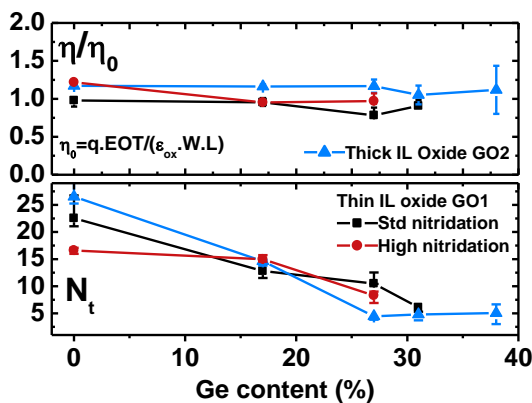 2.0
η/η₀
1.5
1.0
0.5
η₀=q.EOT/(εox.W.L)
Thick IL Oxide GO2
0.0
25
Thin IL oxide GO1
20
Std nitridation
15
High nitridation
10
Nₜ
5
0 10 20 30 40
Ge content (%)